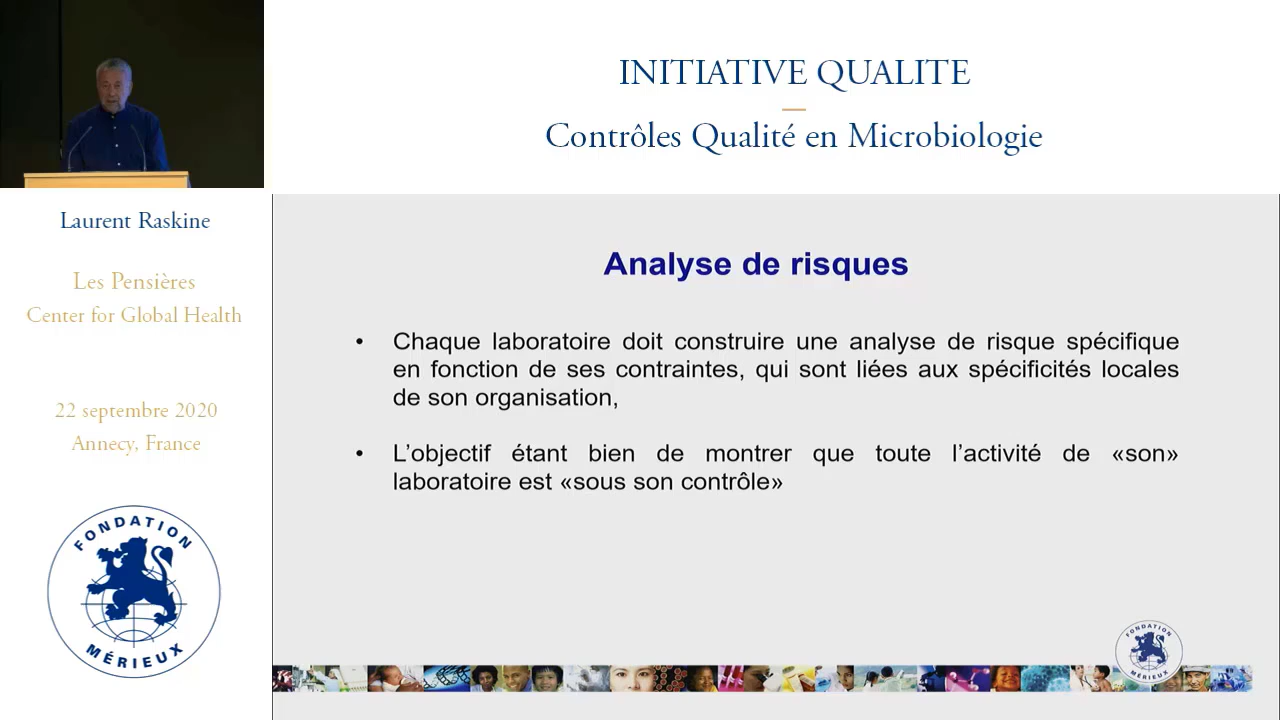 INITIATIVE QUALITE
Contrôles Qualité en Microbiologie
Laurent Raskine
Les Pensières
Center for Global Health
22 septembre 2020
Annecy, France
FONDATION
MÉRIEUX
Analyse de risques
• Chaque laboratoire doit construire une analyse de risque spécifique
en fonction de ses contraintes, qui sont liées aux spécificités locales
de son organisation,
• L’objectif étant bien de montrer que toute l’activité de «son»
laboratoire est «sous son contrôle»
FONDATION
MÉRIEUX